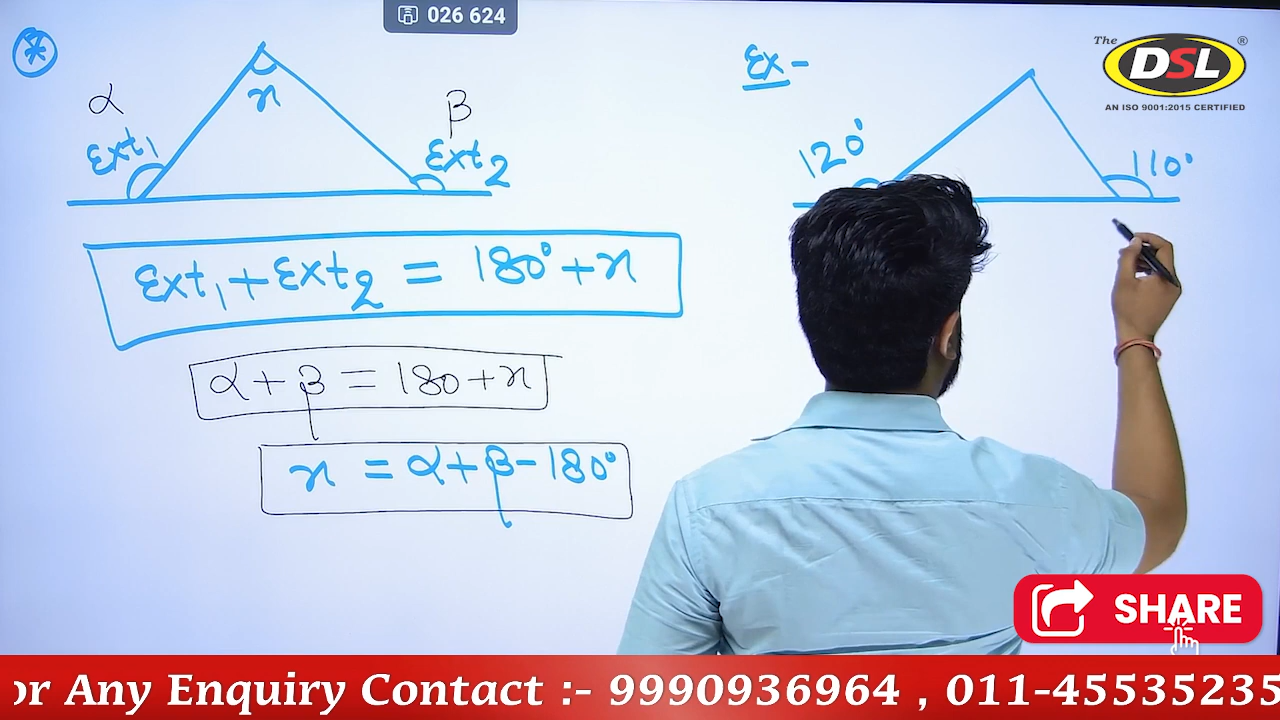 026 624
The
DSL ®
AN ISO 9001:2015 CERTIFIED
*
x
α
Ext1
β
Ext2
Ext1 + Ext2 = 180° + x
α + β = 180 + x
x = α + β - 180°
Ex -
120°
110°
SHARE
or Any Enquiry Contact :- 9990936964 , 011-45535235